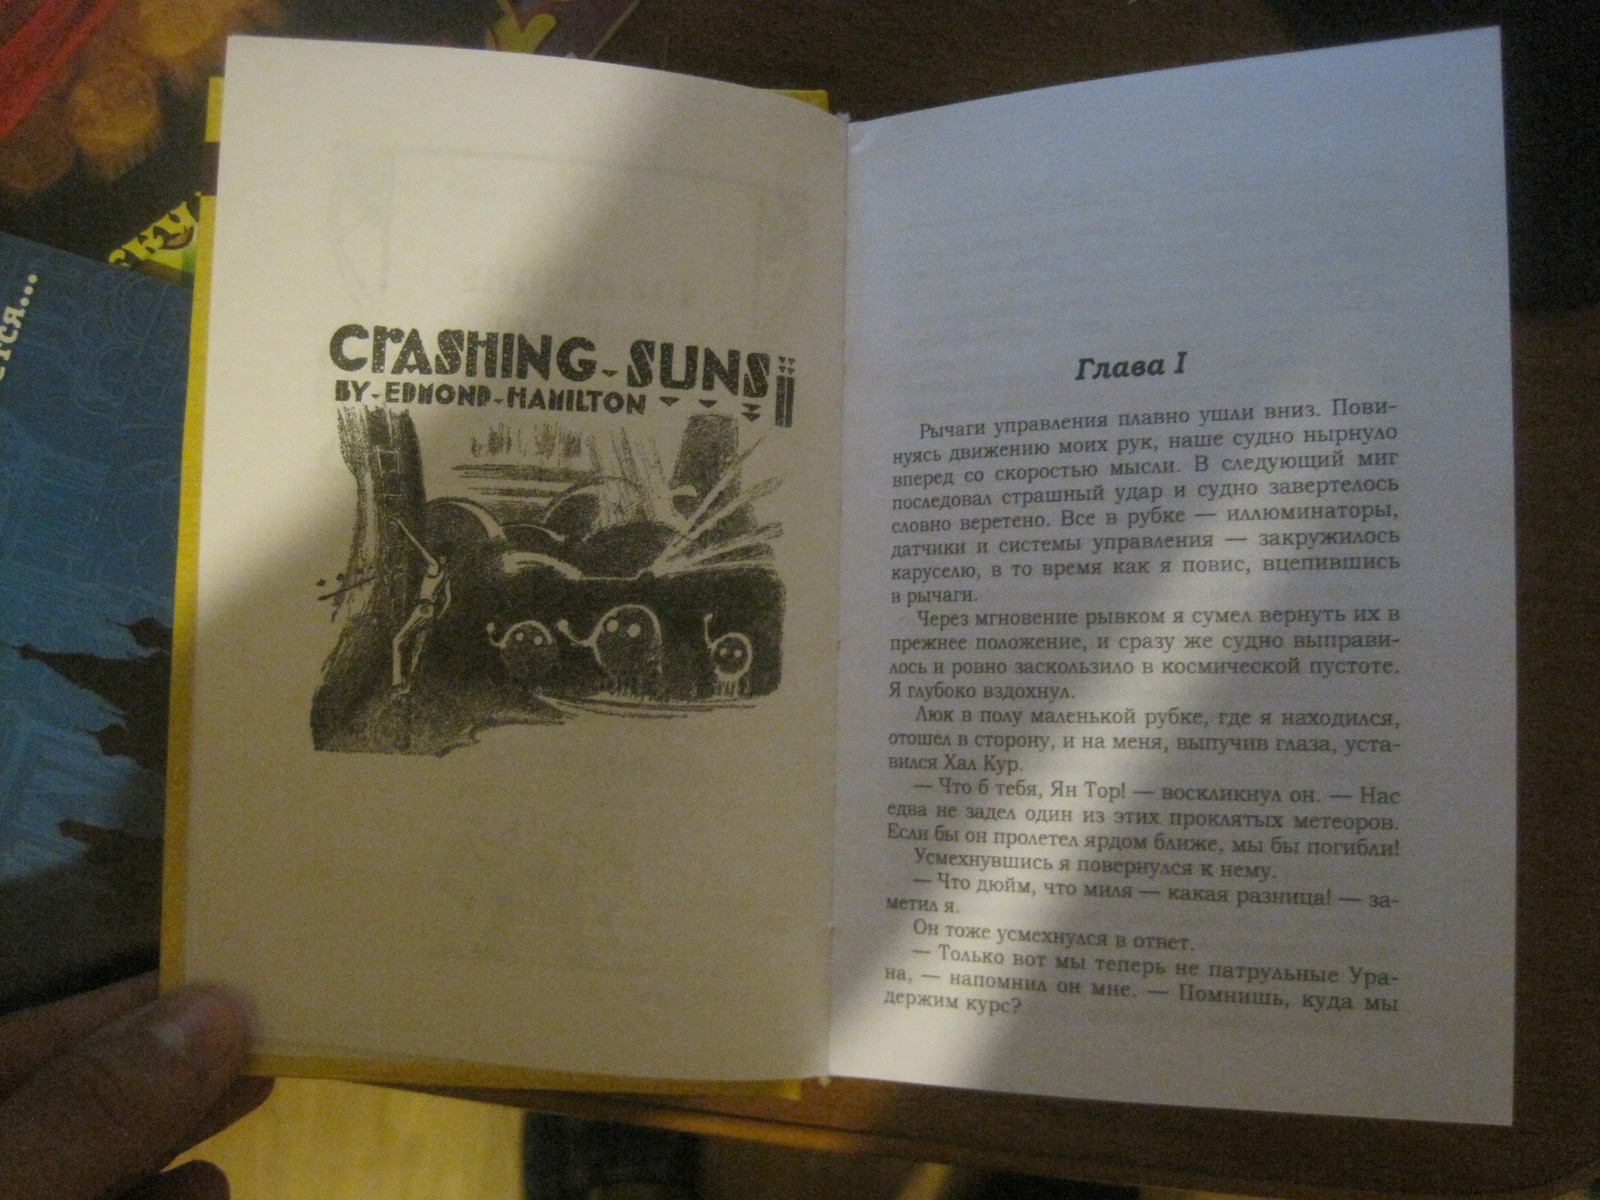 ску
ется...
CRASHING-SUNS
BY-EDMOND-HAMILTON
Глава I
Рычаги управления плавно ушли вниз. Пови-
нуясь движению моих рук, наше судно нырнуло
вперед со скоростью мысли. В следующий миг
последовал страшный удар и судно завертелось
словно веретено. Все в рубке — иллюминаторы,
датчики и системы управления — закружилось
каруселю, в то время как я повис, вцепившись
в рычаги.
Через мгновение рывком я сумел вернуть их в
прежнее положение, и сразу же судно выправи-
лось и ровно заскользило в космической пустоте.
Я глубоко вздохнул.
Люк в полу маленькой рубке, где я находился,
отошел в сторону, и на меня, выпучив глаза, уста-
вился Хал Кур.
— Что б тебя, Ян Тор! — воскликнул он. — Нас
едва не задел один из этих проклятых метеоров.
Если бы он пролетел ярдом ближе, мы бы погибли!
Усмехнувшись я повернулся к нему.
— Что дюйм, что миля — какая разница! — за-
метил я.
Он тоже усмехнулся в ответ.
— Только вот мы теперь не патрульные Ура-
на, — напомнил он мне. — Помнишь, куда мы
держим курс?